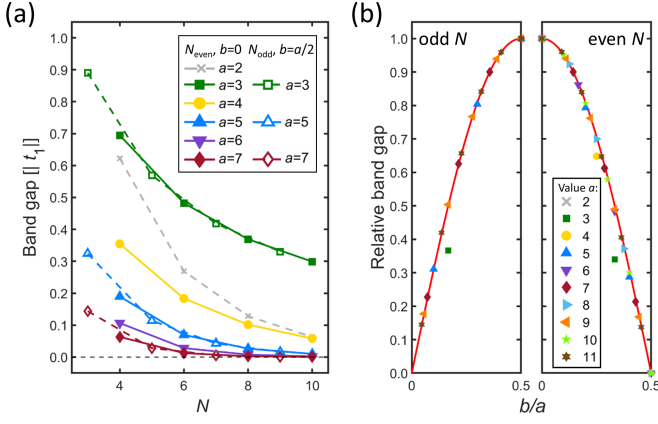 (a)
Band gap [| t1|]
1.0
0.9
0.8
0.7
0.6
0.5
0.4
0.3
0.2
0.1
0.0
4
6
8
10
N
Neven, b=0 Nodd, b=a/2
a=2
a=3 a=3
a=4
a=5 a=5
a=6
a=7 a=7
(b)
Relative band gap
1.0
0.9
0.8
0.7
0.6
0.5
0.4
0.3
0.2
0.1
0.0
odd N
even N
Value a:
2
3
4
5
6
7
8
9
10
11
0 0.5 0 0.5
b/a